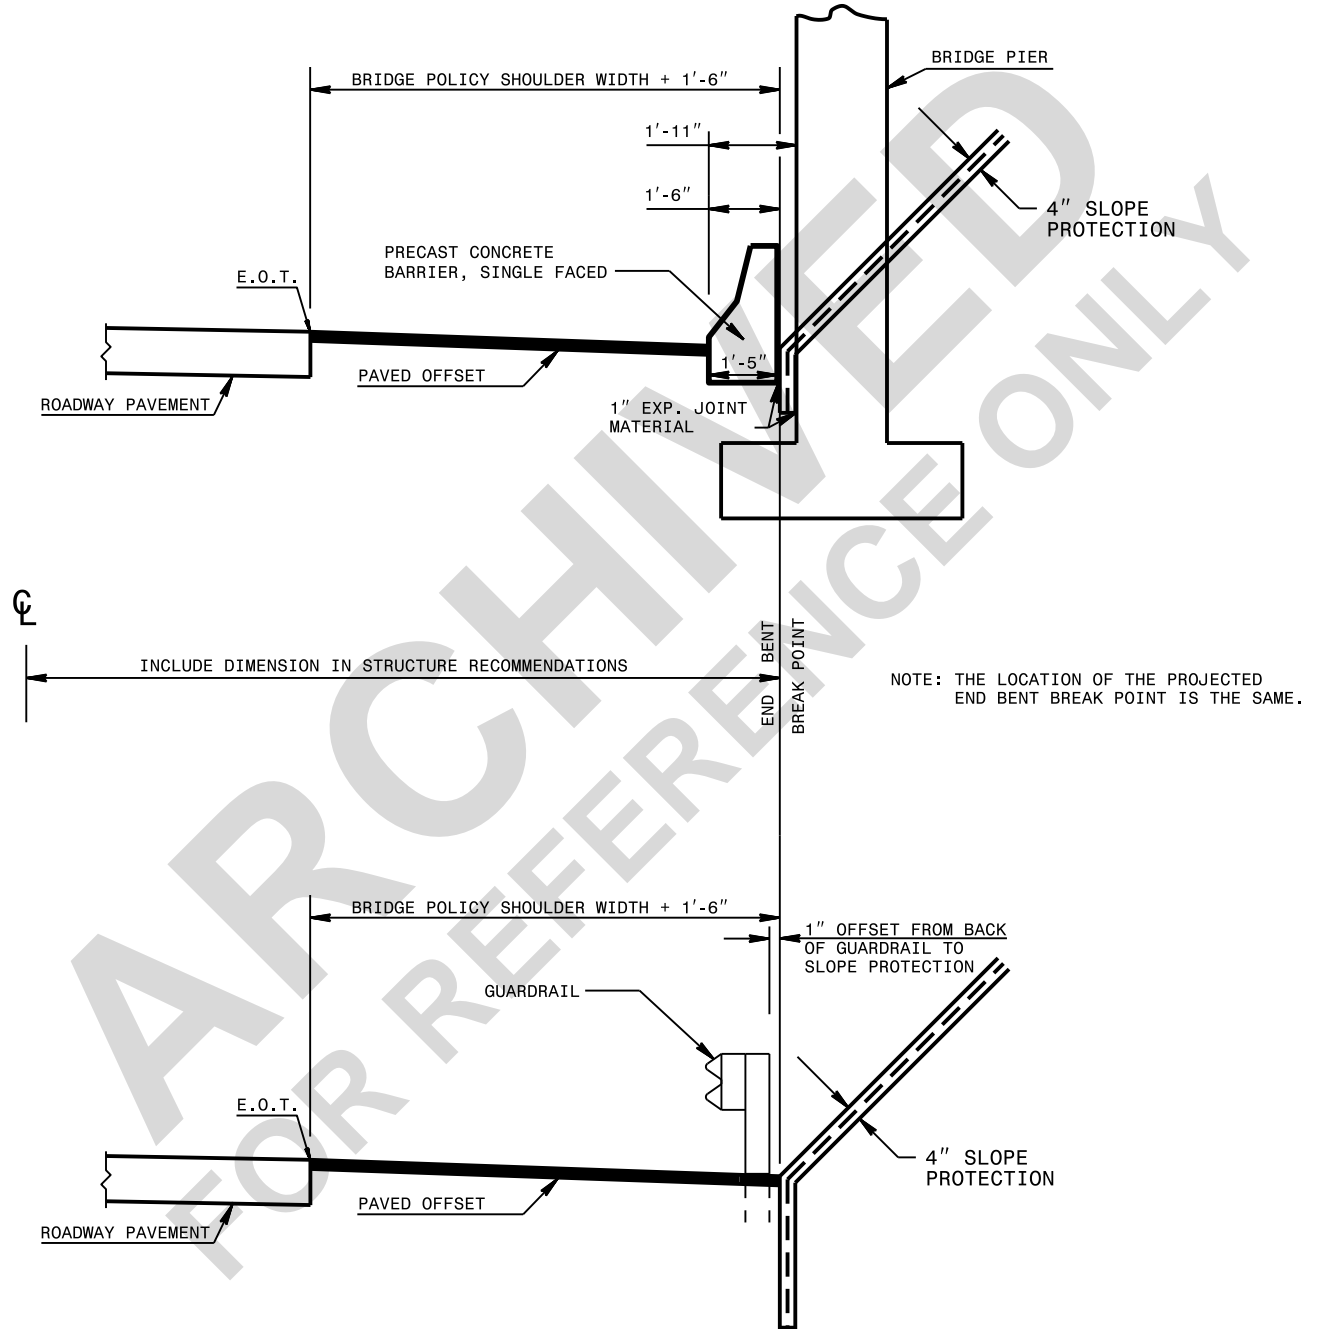 BRIDGE PIER
BRIDGE POLICY SHOULDER WIDTH + 1'-6"
1'-11"
1'-6"
4" SLOPE
PROTECTION
PRECAST CONCRETE
BARRIER, SINGLE FACED
E.O.T.
1'-5"
PAVED OFFSET
ROADWAY PAVEMENT
1" EXP. JOINT
MATERIAL
℄
INCLUDE DIMENSION IN STRUCTURE RECOMMENDATIONS
END BENT
BREAK POINT
NOTE: THE LOCATION OF THE PROJECTED
END BENT BREAK POINT IS THE SAME.
BRIDGE POLICY SHOULDER WIDTH + 1'-6"
1" OFFSET FROM BACK
OF GUARDRAIL TO
SLOPE PROTECTION
GUARDRAIL
E.O.T.
4" SLOPE
PROTECTION
PAVED OFFSET
ROADWAY PAVEMENT
ARCHIVED
FOR REFERENCE ONLY